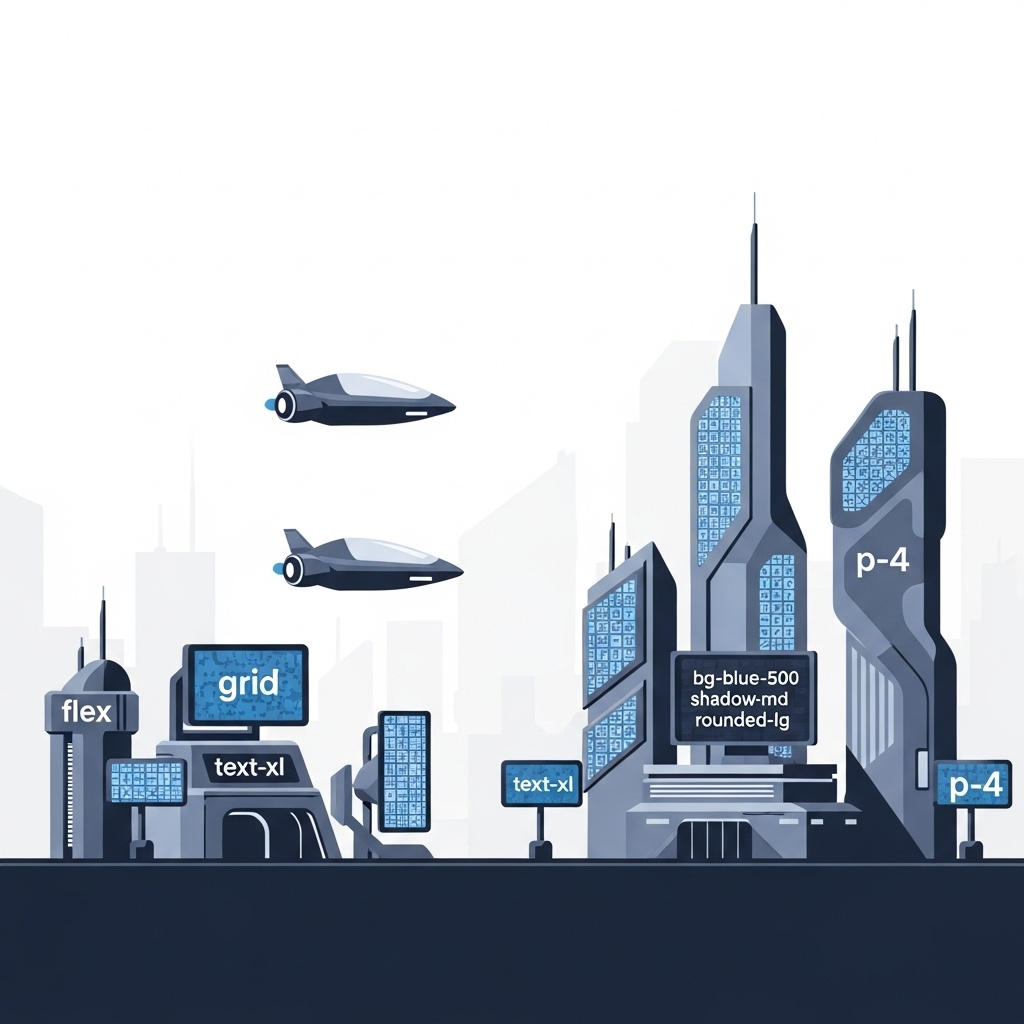 p-4
flex
grid
text-xl
bg-blue-500
shadow-md
rounded-lg
text-xl
p-4